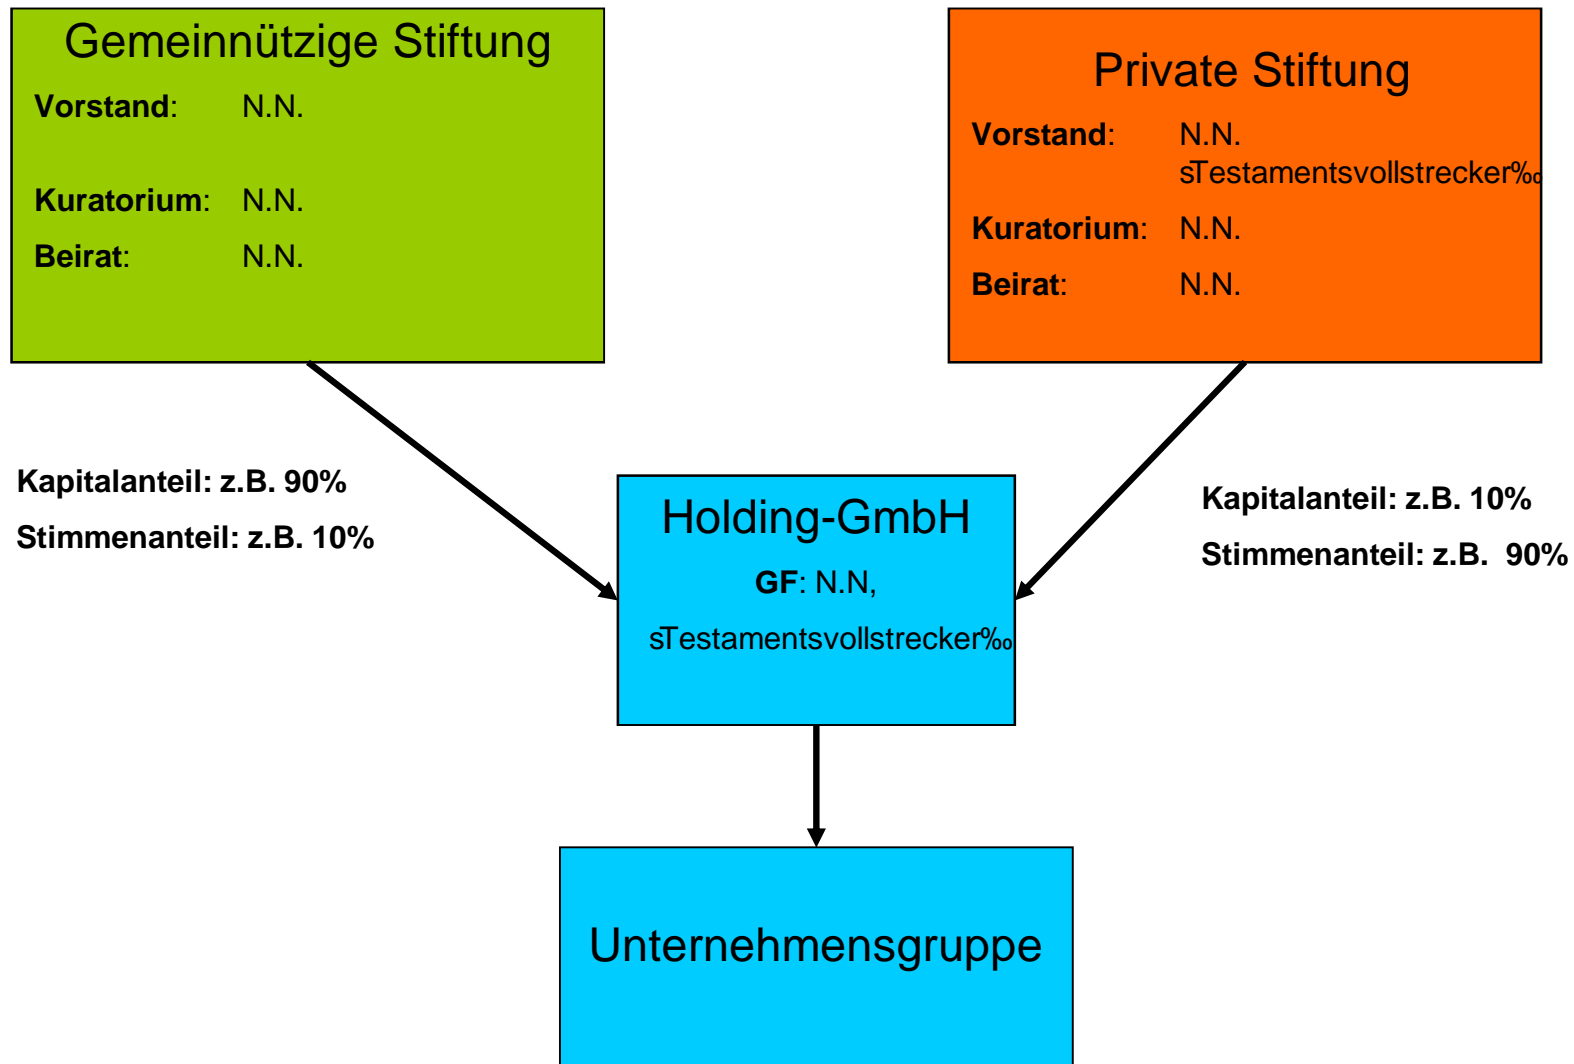 Gemeinnützige Stiftung
Vorstand: N.N.
Kuratorium: N.N.
Beirat: N.N.
Private Stiftung
Vorstand: N.N.
sTestamentsvollstrecker‰
Kuratorium: N.N.
Beirat: N.N.
Kapitalanteil: z.B. 90%
Stimmenanteil: z.B. 10%
Kapitalanteil: z.B. 10%
Stimmenanteil: z.B. 90%
Holding-GmbH
GF: N.N,
sTestamentsvollstrecker‰
Unternehmensgruppe